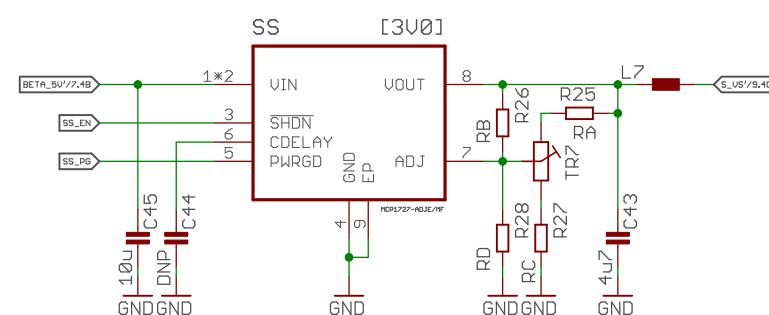 SS [3V0]
BETA_5V'/7.4B
1*2 VIN VOUT 8
L7
S_VS'/9.4C
R25
RA
R26
RB
SS_EN
3 SHDN
6 CDELAY
SS_PG
5 PWRGD
GND
EP
ADJ 7
TR7
MCP1727-ADJE/MF
4
9
C45
10u
C44
DNP
R28
RD
R27
RC
C43
4u7
GND GND GND GND GND GND